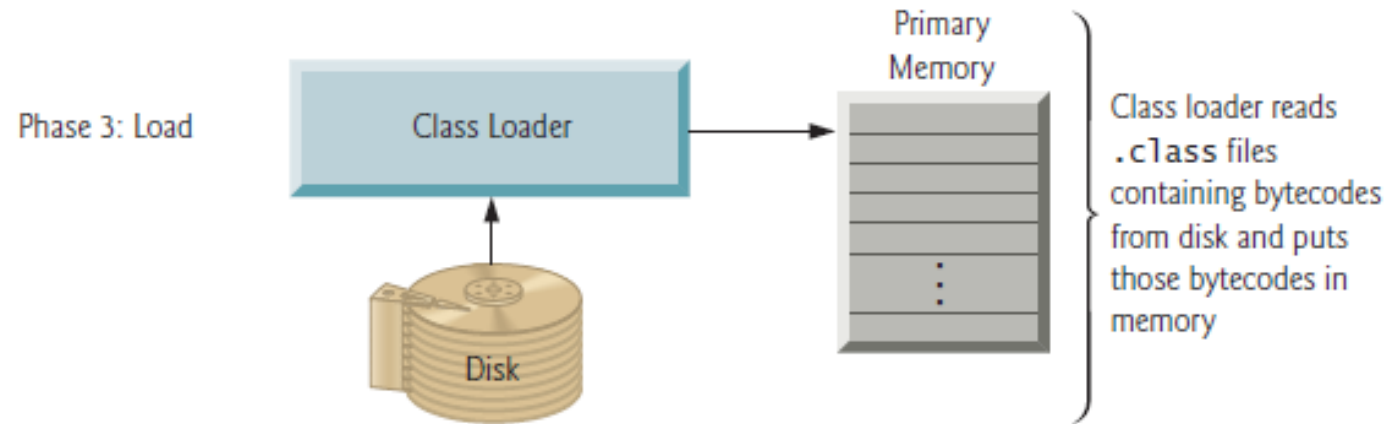 Phase 3: Load
Class Loader
Disk
Primary
Memory
Class loader reads
.class files
containing bytecodes
from disk and puts
those bytecodes in
memory